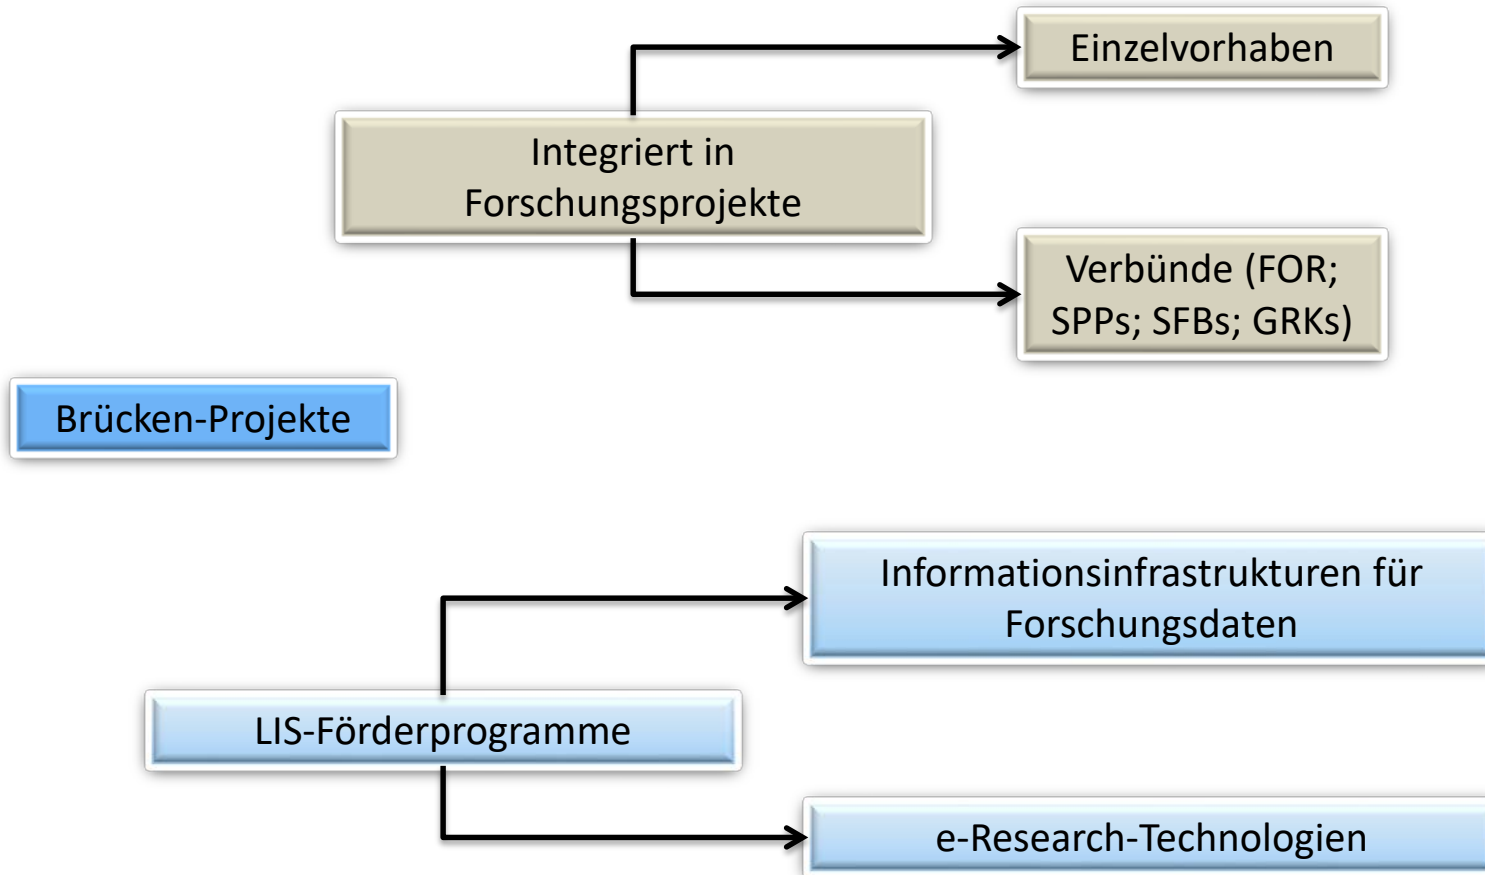 Einzelvorhaben
Integriert in
Forschungsprojekte
Verbünde (FOR;
SPPs; SFBs; GRKs)
Brücken-Projekte
Informationsinfrastrukturen für
Forschungsdaten
LIS-Förderprogramme
e-Research-Technologien